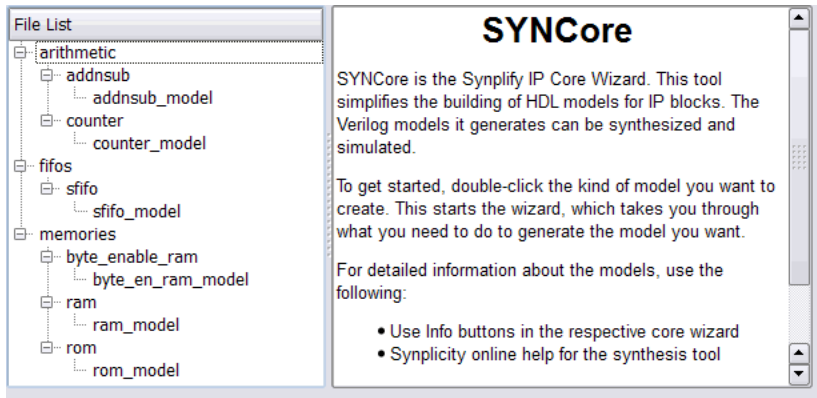 File List
arithmetic
addnsub
addnsub_model
counter
counter_model
fifos
sfifo
sfifo_model
memories
byte_enable_ram
byte_en_ram_model
ram
ram_model
rom
rom_model
SYNCore
SYNCore is the Synplify IP Core Wizard. This tool
simplifies the building of HDL models for IP blocks. The
Verilog models it generates can be synthesized and
simulated.
To get started, double-click the kind of model you want to
create. This starts the wizard, which takes you through
what you need to do to generate the model you want.
For detailed information about the models, use the
following:
• Use Info buttons in the respective core wizard
• Synplicity online help for the synthesis tool